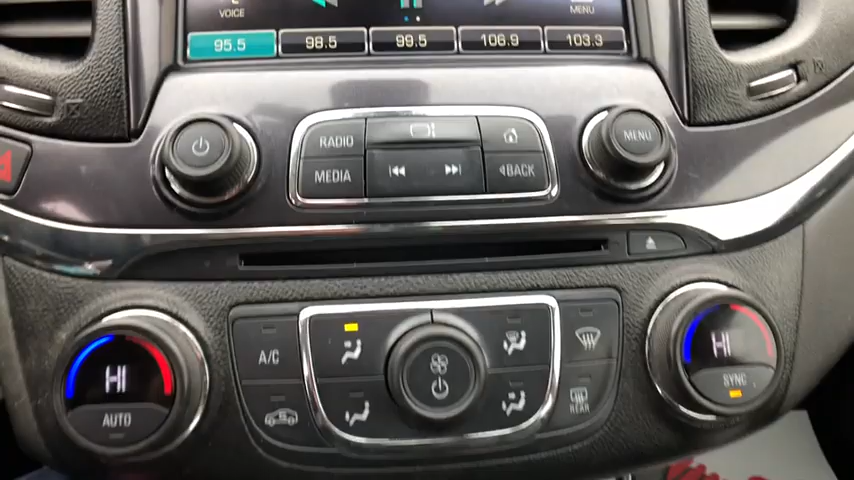 VOICE
MENU
95.5 98.5 99.5 106.9 103.3
RADIO
MEDIA
BACK
MENU
A/C
HI
AUTO
HI
SYNC
REAR